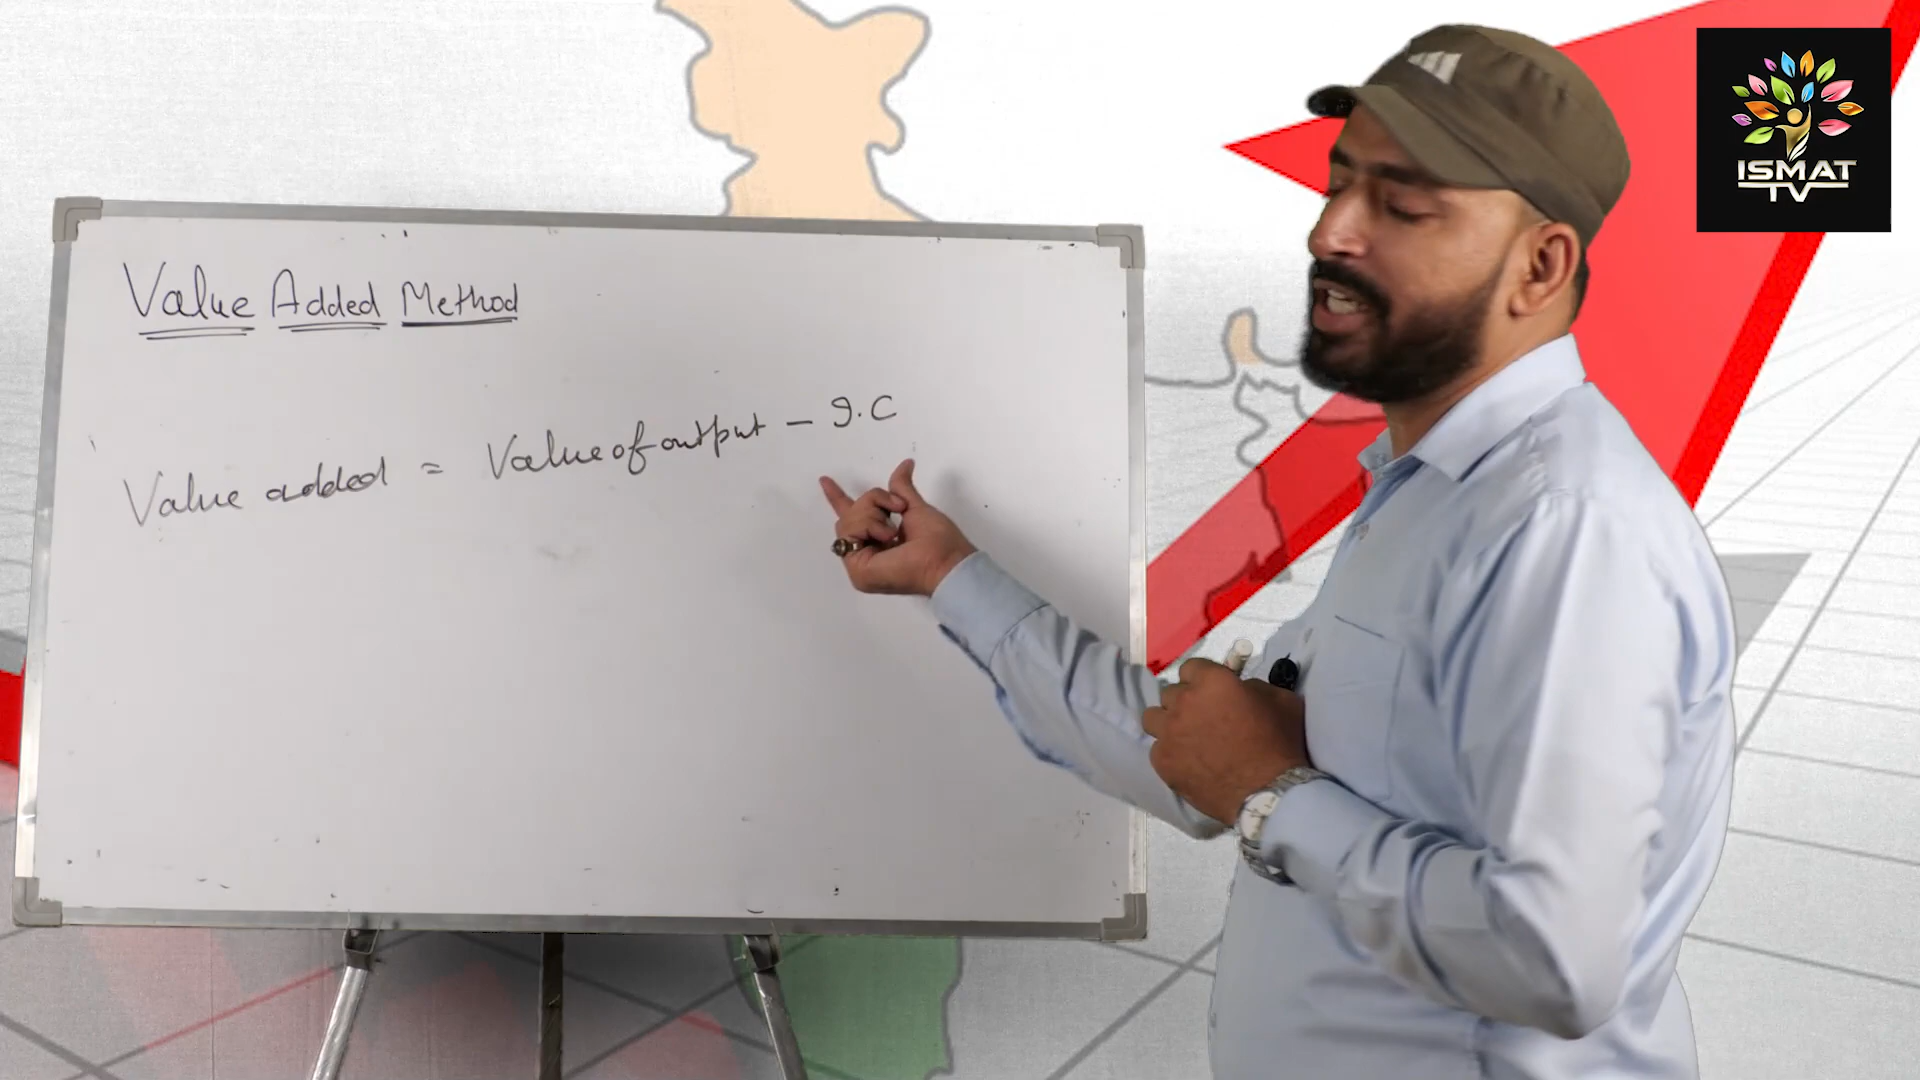 Value Added Method
Value added = Value of output - I.C
ISMAT
TV